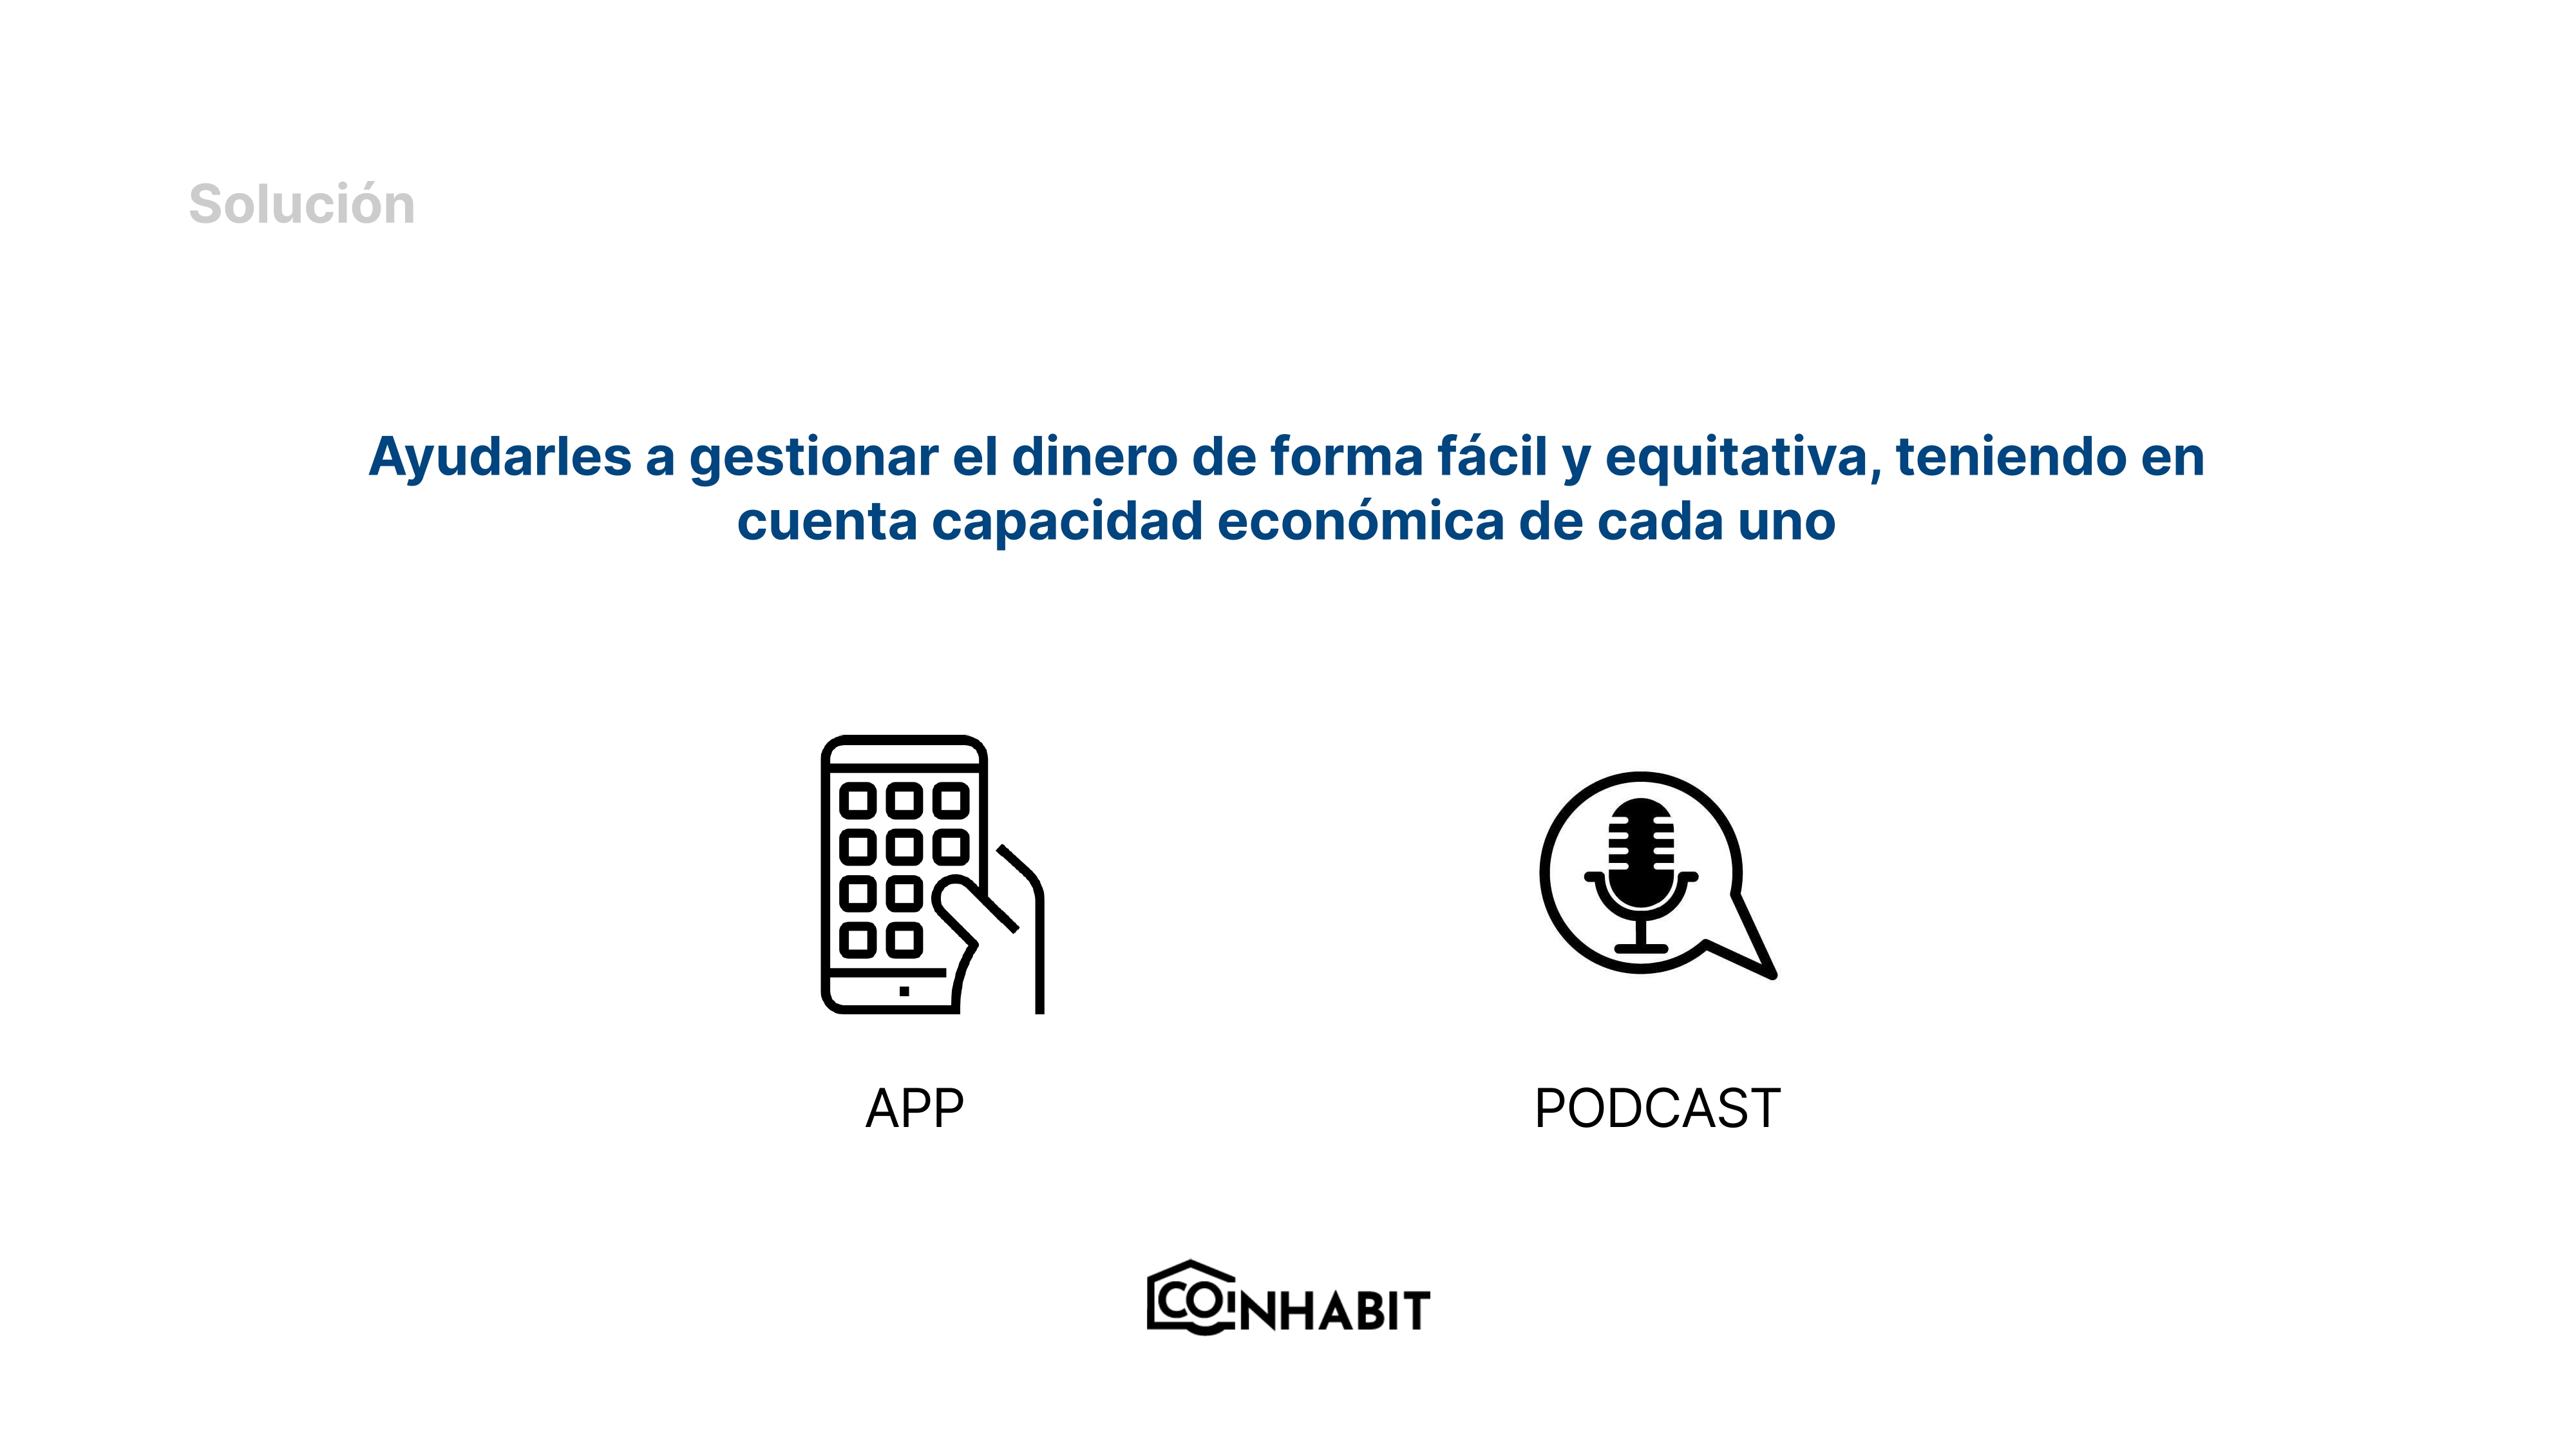 Solución
Ayudarles a gestionar el dinero de forma fácil y equitativa, teniendo en
cuenta capacidad económica de cada uno
APP
PODCAST
COINHABIT